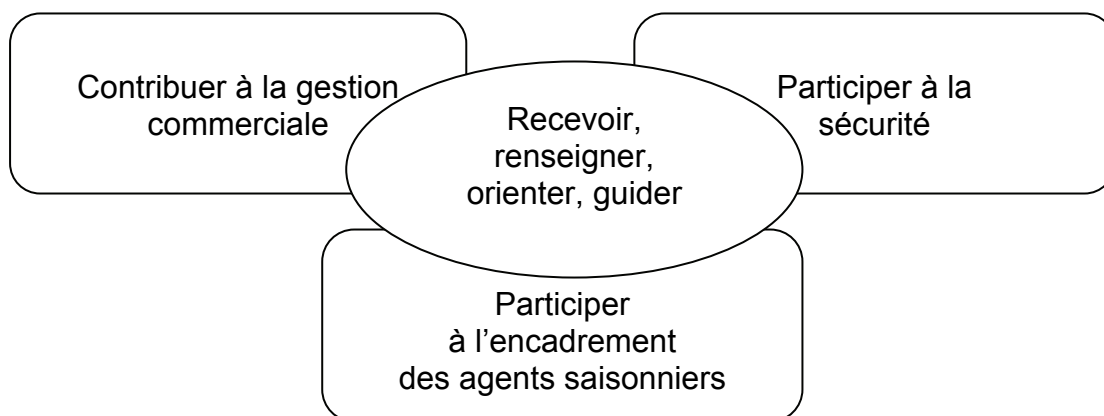 Contribuer à la gestion
commerciale
Recevoir,
renseigner,
orienter, guider
Participer à la
sécurité
Participer
à l’encadrement
des agents saisonniers